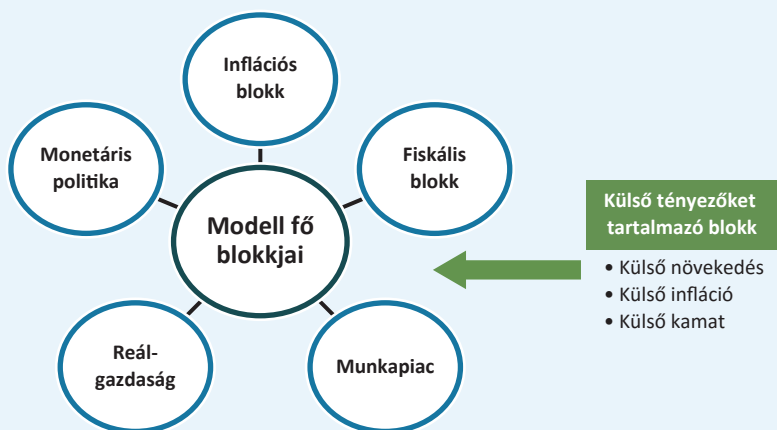 Inflációs
blokk
Monetáris
politika
Fiskális
blokk
Modell fő
blokkjai
Reál-
gazdaság
Munkapiac
Külső tényezőket
tartalmazó blokk
• Külső növekedés
• Külső infláció
• Külső kamat